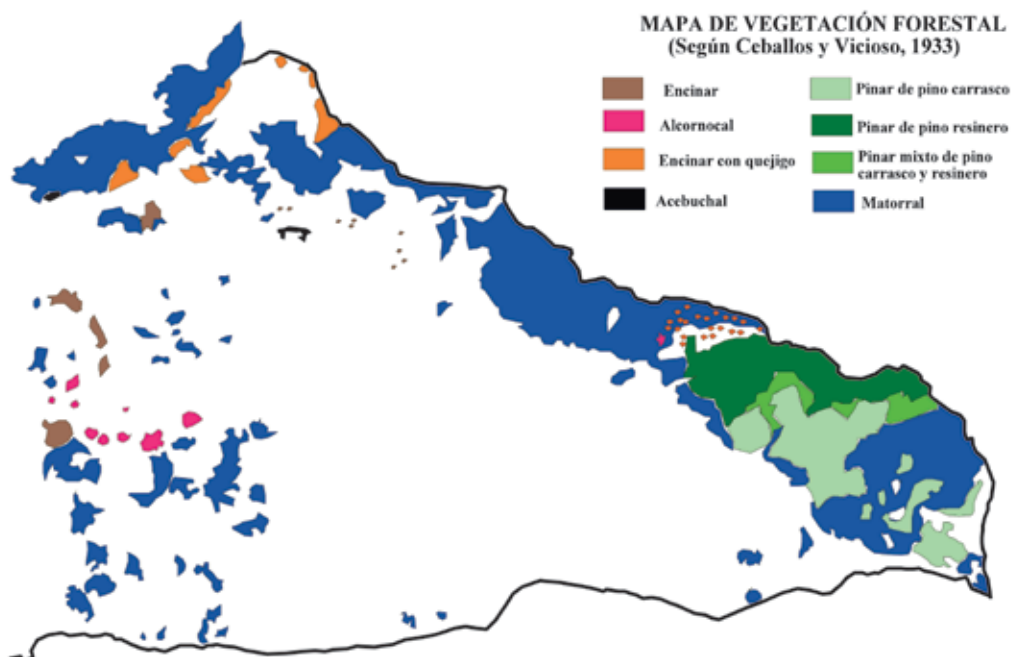 MAPA DE VEGETACIÓN FORESTAL
(Según Ceballos y Vicioso, 1933)
Encinar
Alcornocal
Encinar con quejigo
Acebuchal
Pinar de pino carrasco
Pinar de pino resinero
Pinar mixto de pino
carrasco y resinero
Matorral